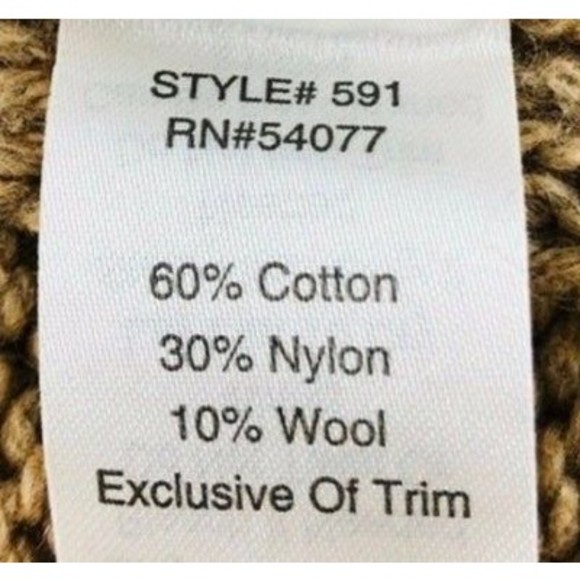 STYLE# 591
RN#54077
60% Cotton
30% Nylon
10% Wool
Exclusive Of Trim